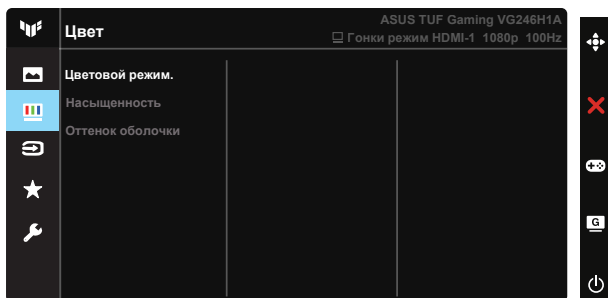 ASUS TUF Gaming VG246H1A
Цвет
Гонки режим HDMI-1 1080p 100Hz
Цветовой режим.
Насыщенность
Оттенок оболочки
G